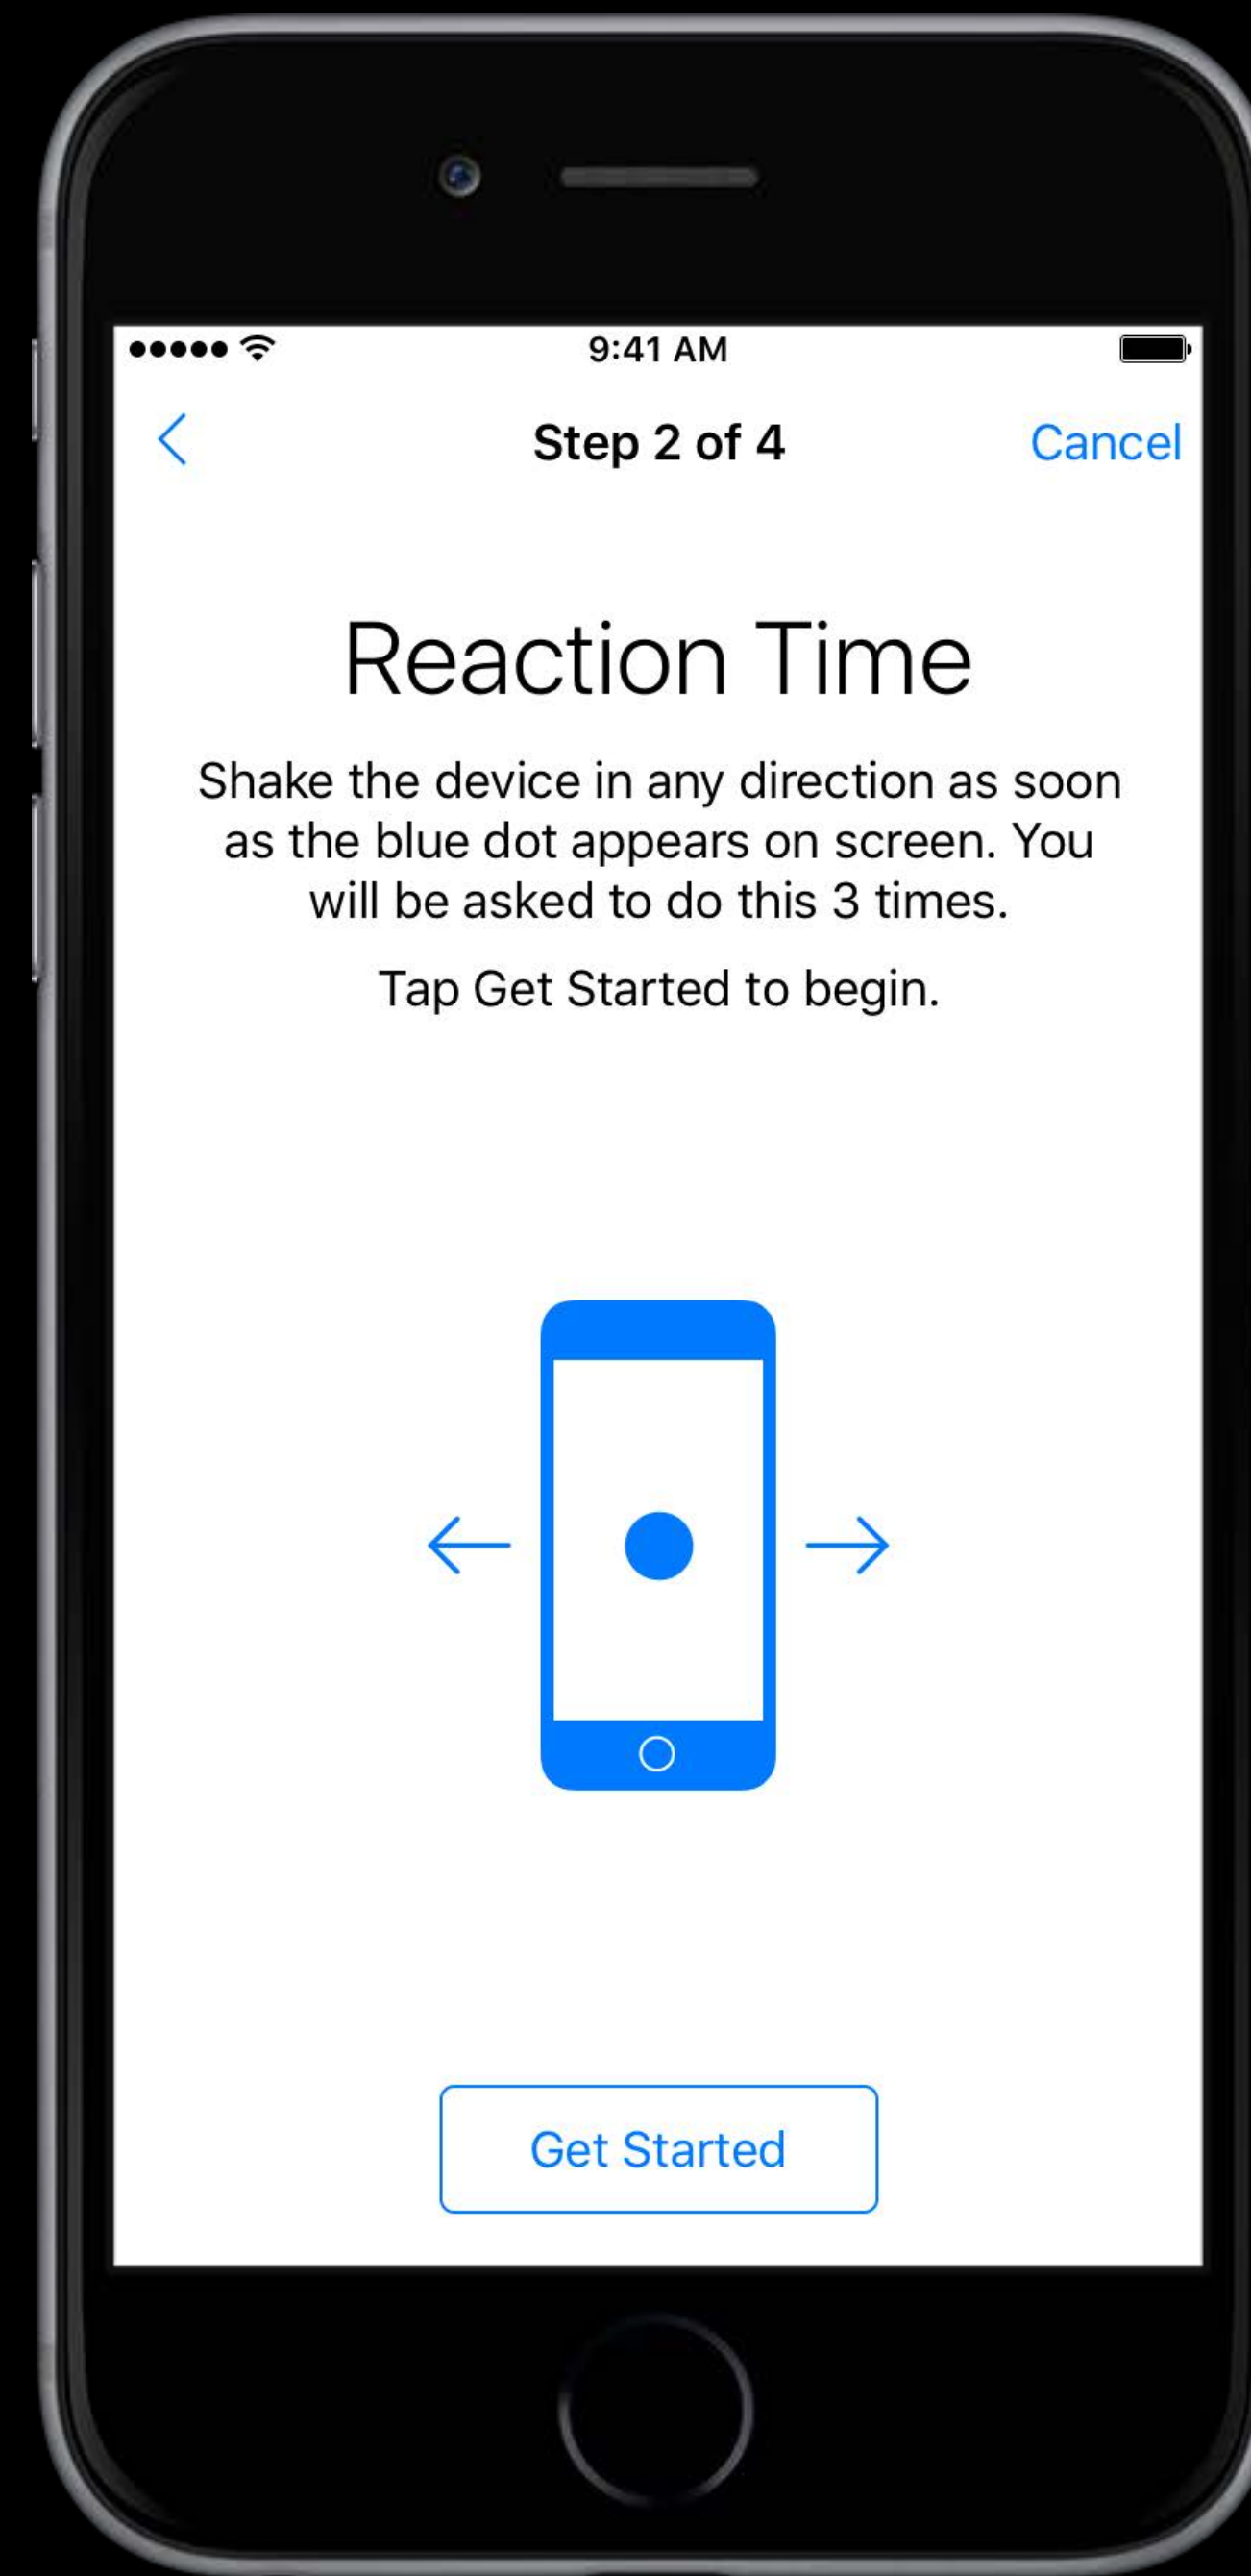 9:41 AM
Step 2 of 4
Cancel
Reaction Time
Shake the device in any direction as soon
as the blue dot appears on screen. You
will be asked to do this 3 times.
Tap Get Started to begin.
Get Started